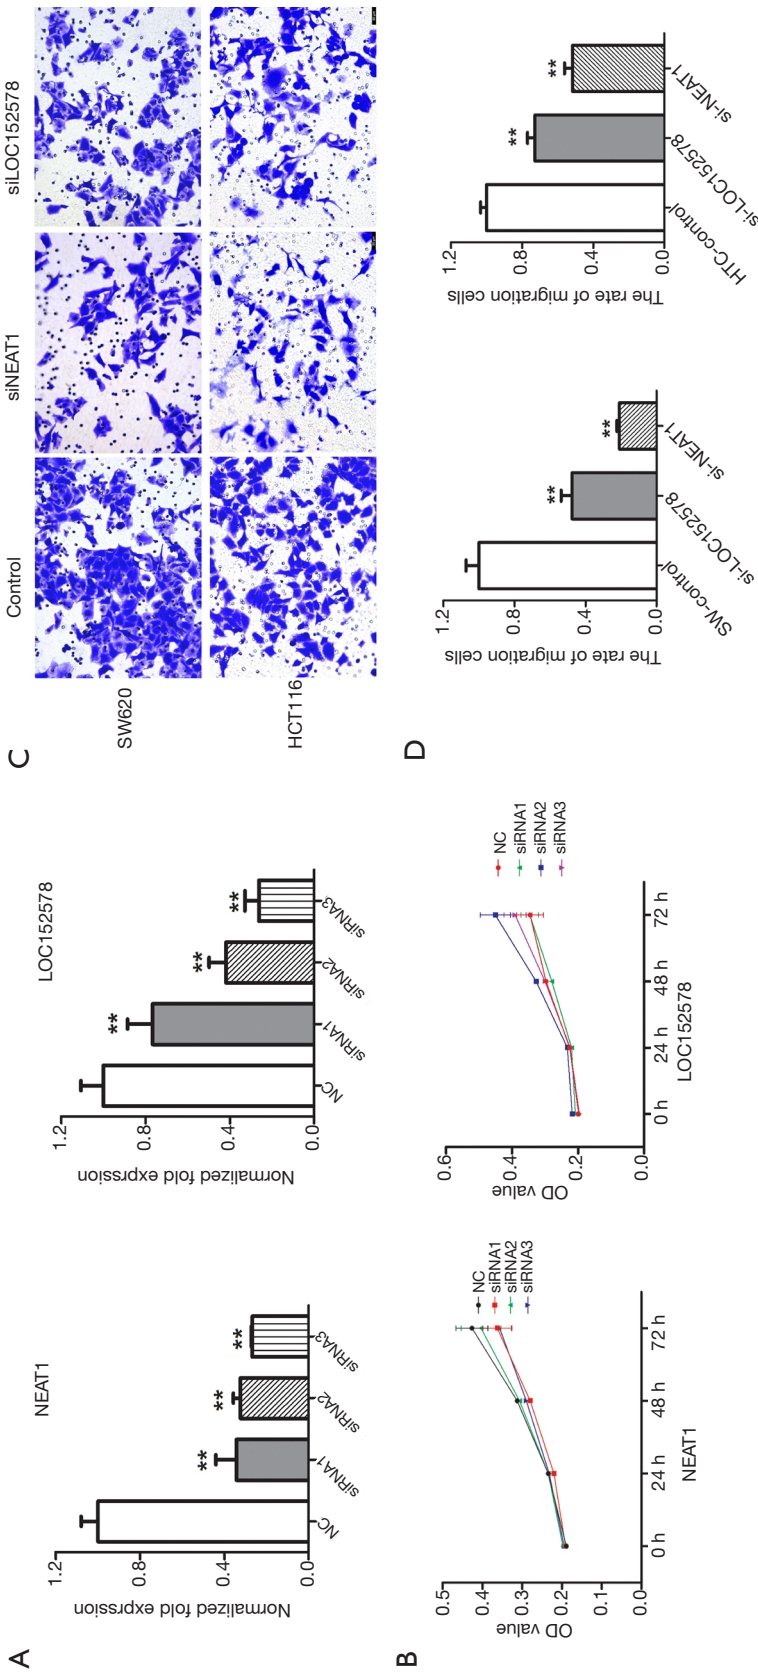 A
NEAT1
Normalized fold exprssion
1.2
0.8
0.4
0.0
NC
siRNA1
siRNA2
siRNA3
**
**
**
LOC152578
Normalized fold exprssion
1.2
0.8
0.4
0.0
NC
siRNA1
siRNA2
siRNA3
**
**
**
B
OD value
0.5
0.4
0.3
0.2
0.1
0.0
0 h
24 h
48 h
72 h
NEAT1
NC
siRNA1
siRNA2
siRNA3
OD value
0.6
0.4
0.2
0.0
0 h
24 h
48 h
72 h
LOC152578
NC
siRNA1
siRNA2
siRNA3
C
Control
siNEAT1
siLOC152578
SW620
HCT116
D
The rate of migration cells
1.2
0.8
0.4
0.0
SW-control
si-LOC152578
si-NEAT1
**
**
The rate of migration cells
1.2
0.8
0.4
0.0
HTC-control
si-LOC152578
si-NEAT1
**
**